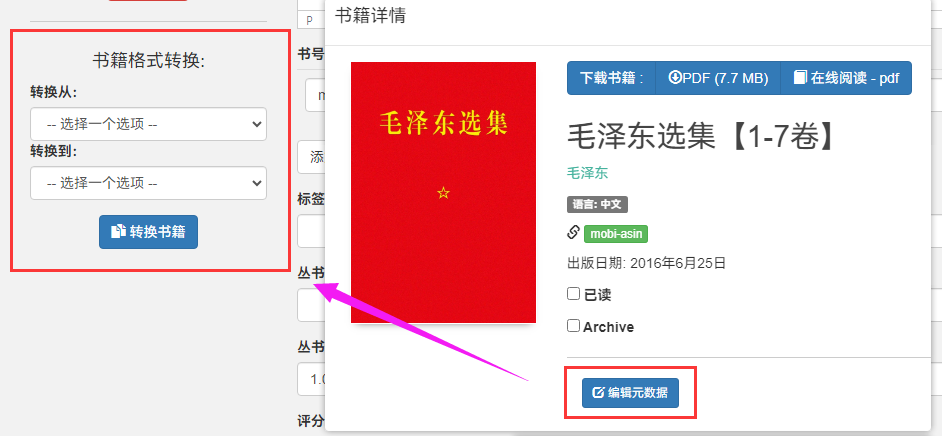 书籍格式转换:
转换从：
-- 选择一个选项 --
转换到：
-- 选择一个选项 --
转换书籍
P
书号
m
添
标签
丛书
丛书
1.0
评分
书籍详情
毛泽东选集
下载书籍 :
PDF (7.7 MB)
在线阅读 - pdf
毛泽东选集【1-7卷】
毛泽东
语言: 中文
mobi-asin
出版日期: 2016年6月25日
已读
Archive
编辑元数据